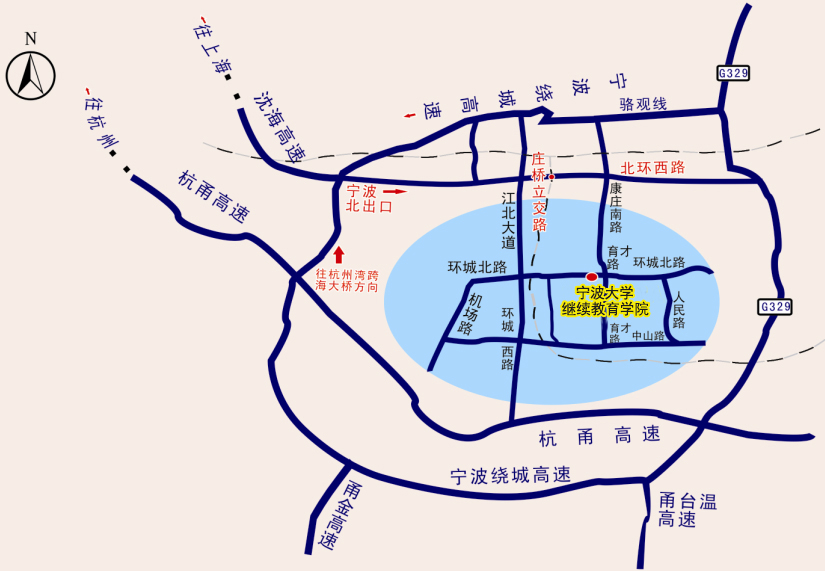 N
往上海
往杭州
沈海高速
杭甬高速
宁波绕城高速
骆观线
G329
北环西路
庄桥立交路
宁波
北出口
江北大道
康庄南路
往杭州湾跨
海大桥方向
环城北路
育才路
环城北路
宁波大学
继续教育学院
机场路
环城西路
人民路
育才路
中山路
G329
杭甬高速
宁波绕城高速
甬金高速
甬台温
高速